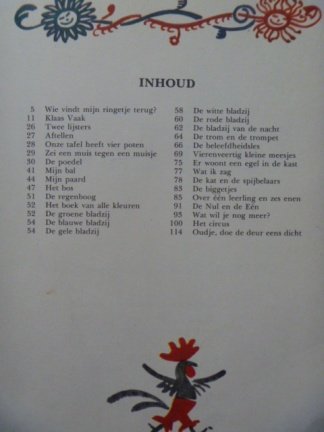 INHOUD
5 Wie vindt mijn ringetje terug?
11 Klaas Vaak
26 Twee lijsters
27 Aftellen
28 Onze tafel heeft vier poten
29 Zei een muis tegen een muisje
30 De poedel
41 Mijn bal
44 Mijn paard
47 Het bos
51 De regenboog
52 Het boek van alle kleuren
52 De groene bladzij
54 De blauwe bladzij
54 De gele bladzij
58 De witte bladzij
60 De rode bladzij
62 De bladzij van de nacht
64 De trom en de trompet
66 De beleefdheidsles
69 Vierenveertig kleine meesjes
75 Er woont een egel in de kast
77 Wat ik zag
78 De kat en de spijbelaars
83 De biggetjes
85 Over één leerling en zes enen
91 De Nul en de Eén
93 Wat wil je nog meer?
100 Het circus
114 Oudje, doe de deur eens dicht